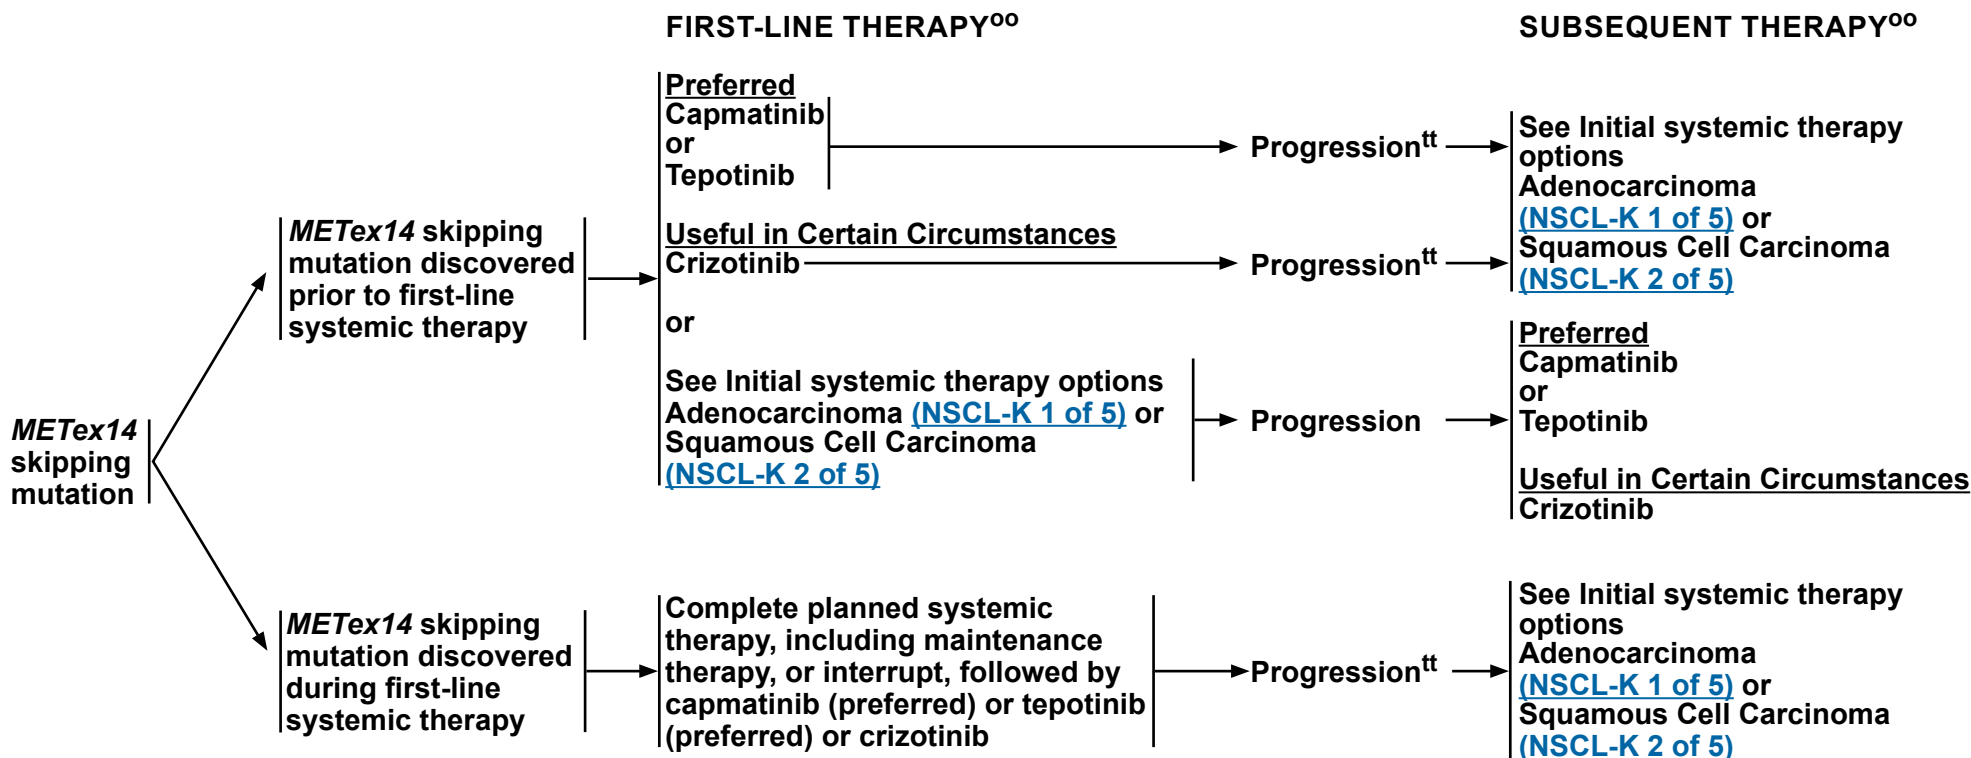 FIRST-LINE THERAPYoo
SUBSEQUENT THERAPYoo
METex14
skipping
mutation
METex14 skipping
mutation discovered
prior to first-line
systemic therapy
Preferred
Capmatinib
or
Tepotinib
Progressiontt
Useful in Certain Circumstances
Crizotinib
Progressiontt
See Initial systemic therapy
options
Adenocarcinoma
(NSCL-K 1 of 5) or
Squamous Cell Carcinoma
(NSCL-K 2 of 5)
or
See Initial systemic therapy options
Adenocarcinoma (NSCL-K 1 of 5) or
Squamous Cell Carcinoma
(NSCL-K 2 of 5)
Progression
Preferred
Capmatinib
or
Tepotinib
Useful in Certain Circumstances
Crizotinib
METex14 skipping
mutation discovered
during first-line
systemic therapy
Complete planned systemic
therapy, including maintenance
therapy, or interrupt, followed by
capmatinib (preferred) or tepotinib
(preferred) or crizotinib
Progressiontt
See Initial systemic therapy
options
Adenocarcinoma
(NSCL-K 1 of 5) or
Squamous Cell Carcinoma
(NSCL-K 2 of 5)